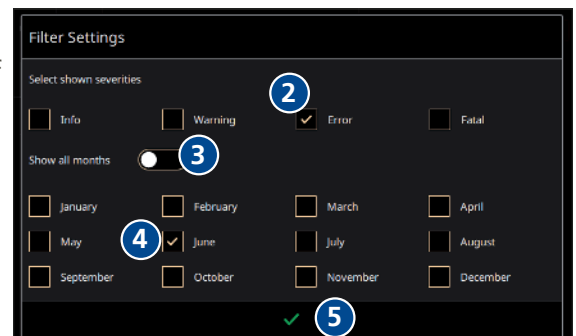 Filter Settings
Select shown severities
2
Info Warning Error Fatal
Show all months 3
January February March April
4
May June July August
September October November December
5